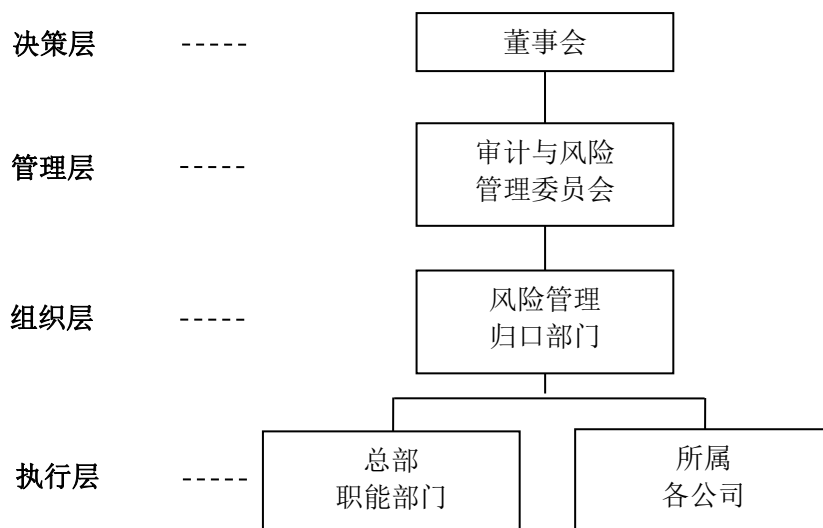 决策层
董事会
管理层
审计与风险
管理委员会
组织层
风险管理
归口部门
执行层
总部
职能部门
所属
各公司